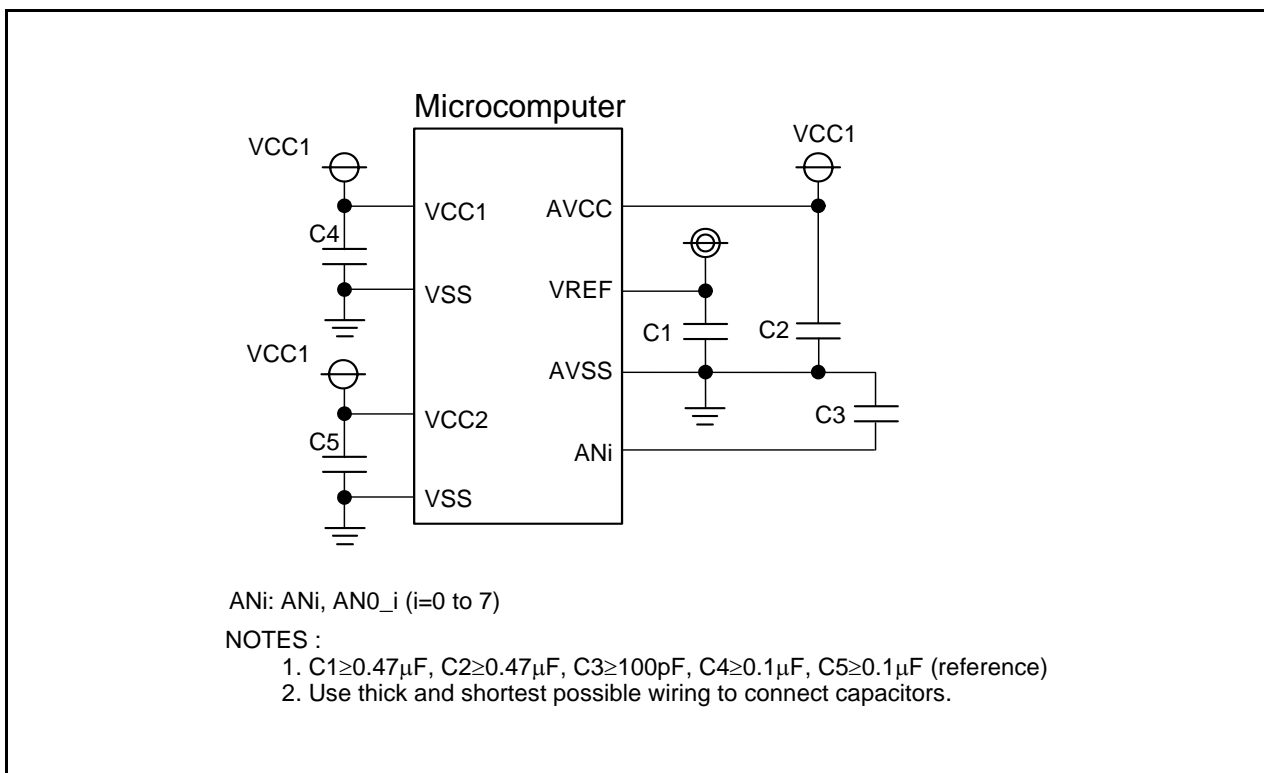 Microcomputer
VCC1
VCC1
VCC1
AVCC
C4
VSS
VREF
C1
C2
VCC1
AVSS
VCC2
C3
C5
ANi
VSS
ANi: ANi, AN0_i (i=0 to 7)
NOTES :
1. C1≥0.47μF, C2≥0.47μF, C3≥100pF, C4≥0.1μF, C5≥0.1μF (reference)
2. Use thick and shortest possible wiring to connect capacitors.